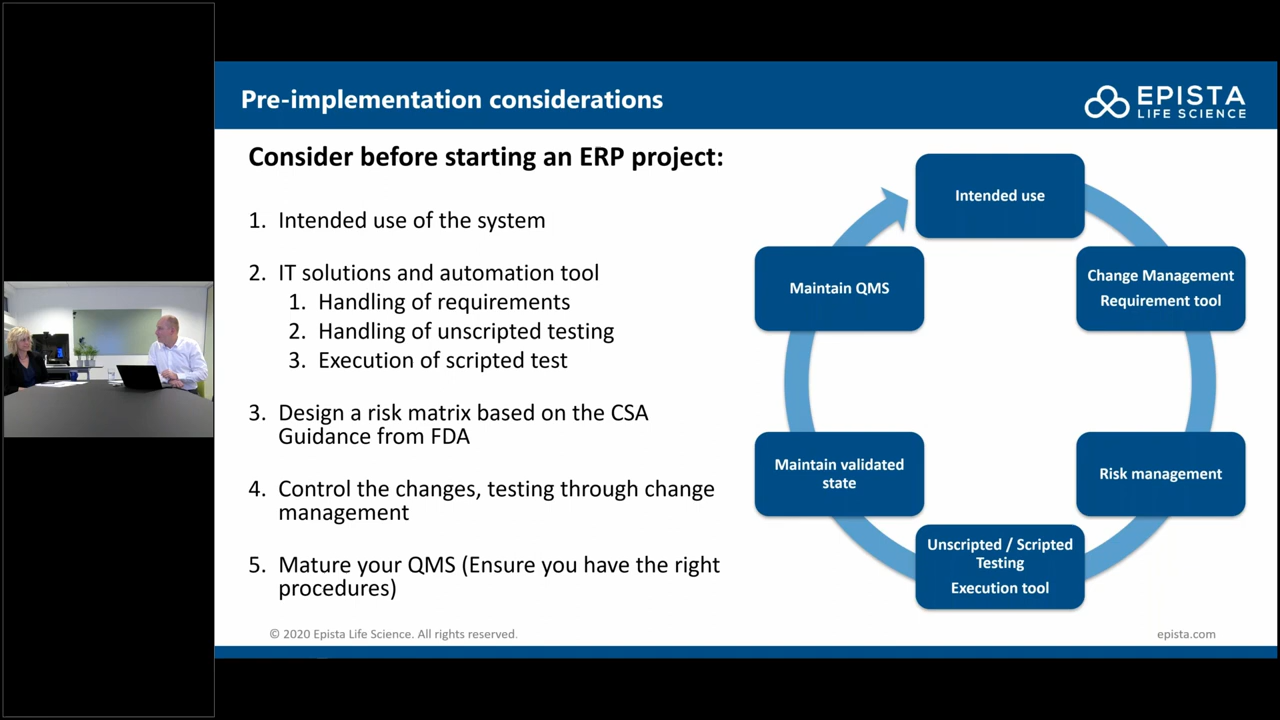 Pre-implementation considerations
EPISTA
LIFE SCIENCE
Consider before starting an ERP project:
1. Intended use of the system
2. IT solutions and automation tool
1. Handling of requirements
2. Handling of unscripted testing
3. Execution of scripted test
3. Design a risk matrix based on the CSA
Guidance from FDA
4. Control the changes, testing through change
management
5. Mature your QMS (Ensure you have the right
procedures)
Intended use
Change Management
Requirement tool
Risk management
Unscripted / Scripted
Testing
Execution tool
Maintain validated
state
Maintain QMS
© 2020 Epista Life Science. All rights reserved.
epista.com